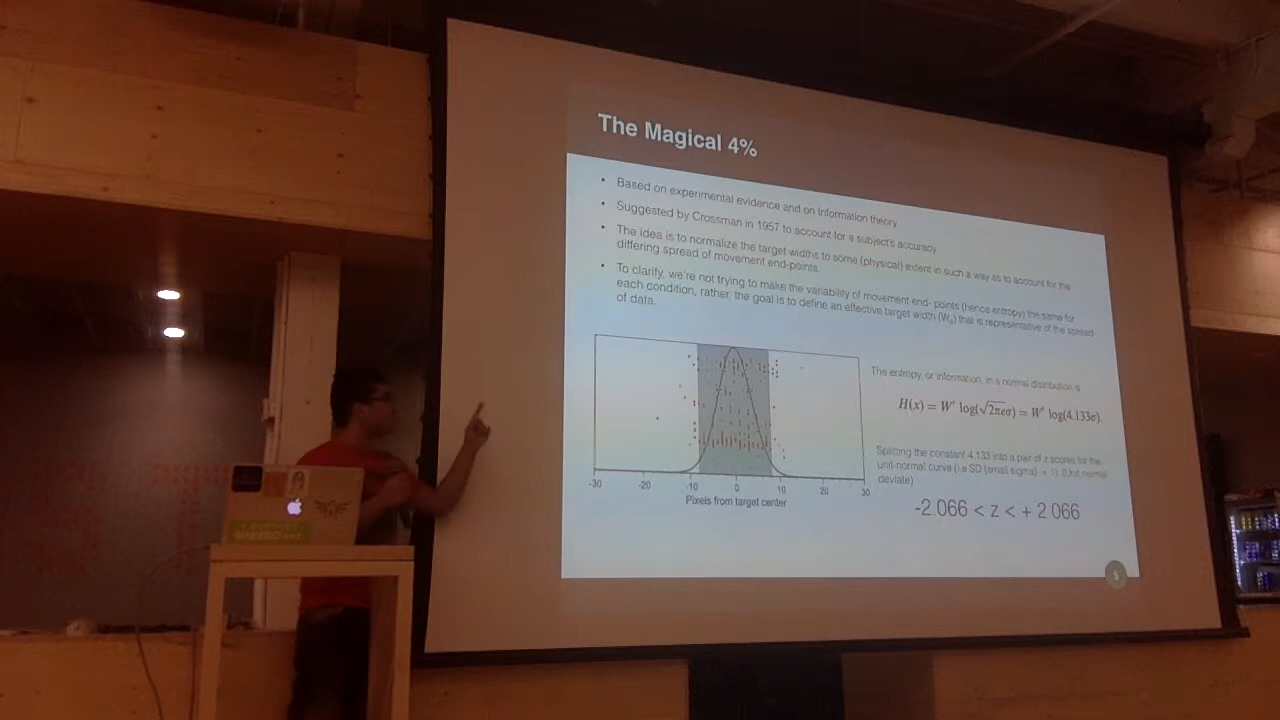 The Magical 4%
• Based on experimental evidence and on Information theory
• Suggested by Crossman in 1957 to account for a subject's accuracy
• The idea is to normalize the target widths to some (physical) extent in such a way as to account for the
differing spread of movement end-points.
• To clarify, we're not trying to make the variability of movement end- points (hence entropy) the same for
each condition, rather, the goal is to define an effective target width (Wₑ) that is representative of the spread
of data.
The entropy, or information, in a normal distribution is
H(x) = W' log(√2πeσ) = W' log(4.133σ).
Splitting the constant 4.133 into a pair of z scores for the
unit-normal curve (i.e SD (small sigma) = 1). (Unit normal
deviate)
-2.066 < z < + 2.066
-30 -20 -10 0 10 20 30
Pixels from target center